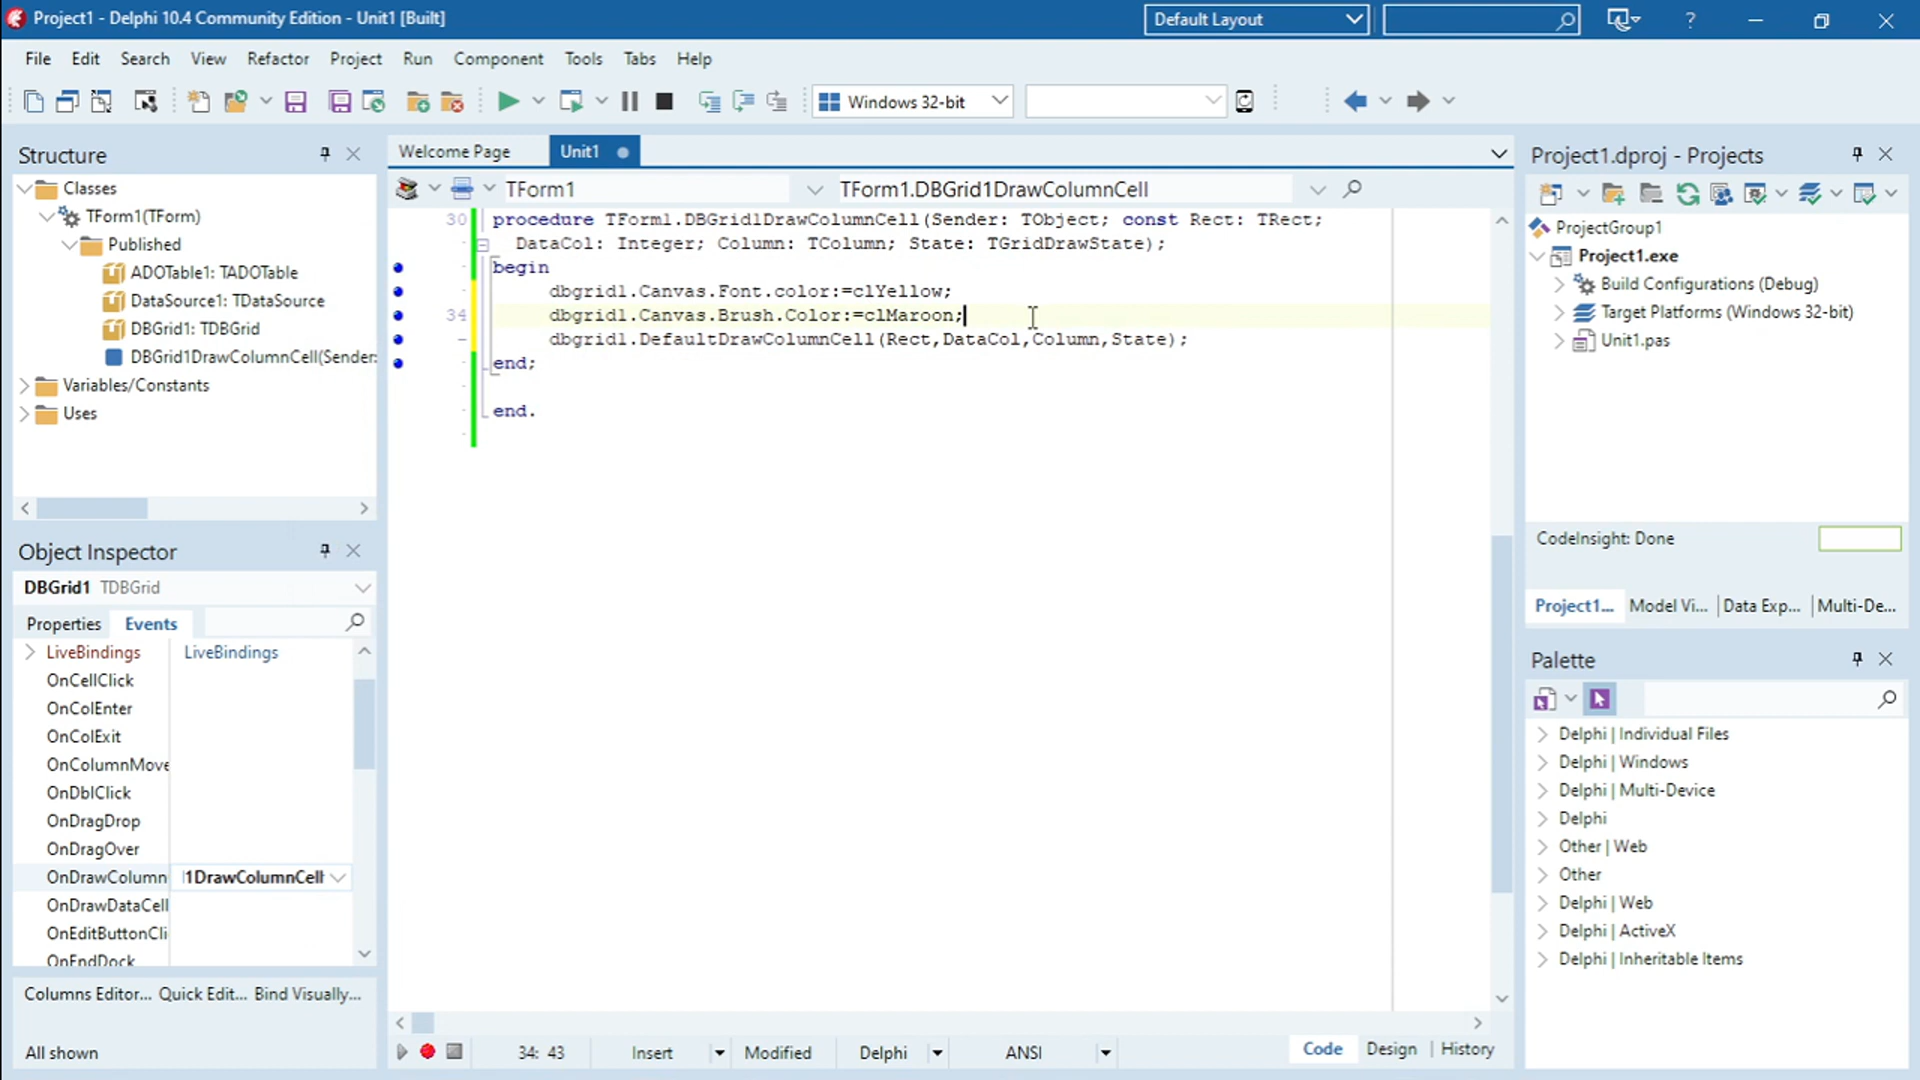 Project1 - Delphi 10.4 Community Edition - Unit1 [Built]
Default Layout
?
File Edit Search View Refactor Project Run Component Tools Tabs Help
Windows 32-bit
Structure
Classes
TForm1(TForm)
Published
ADOTable1: TADOTable
DataSource1: TDataSource
DBGrid1: TDBGrid
DBGrid1DrawColumnCell(Sender:
Variables/Constants
Uses
Object Inspector
DBGrid1 TDBGrid
Properties Events
LiveBindings LiveBindings
OnCellClick
OnColEnter
OnColExit
OnColumnMove
OnDblClick
OnDragDrop
OnDragOver
OnDrawColumn 1DrawColumnCell
OnDrawDataCell
OnEditButtonCli
OnEndDock
Columns Editor... Quick Edit... Bind Visually...
All shown
Welcome Page Unit1
TForm1 TForm1.DBGrid1DrawColumnCell
30 procedure TForm1.DBGrid1DrawColumnCell(Sender: TObject; const Rect: TRect;
DataCol: Integer; Column: TColumn; State: TGridDrawState);
begin
dbgrid1.Canvas.Font.color:=clYellow;
34 dbgrid1.Canvas.Brush.Color:=clMaroon;
dbgrid1.DefaultDrawColumnCell(Rect,DataCol,Column,State);
end;
end.
34: 43 Insert Modified Delphi ANSI Code Design History
Project1.dproj - Projects
ProjectGroup1
Project1.exe
Build Configurations (Debug)
Target Platforms (Windows 32-bit)
Unit1.pas
CodeInsight: Done
Project1... Model Vi... Data Exp... Multi-De...
Palette
Delphi | Individual Files
Delphi | Windows
Delphi | Multi-Device
Delphi
Other | Web
Other
Delphi | Web
Delphi | ActiveX
Delphi | Inheritable Items